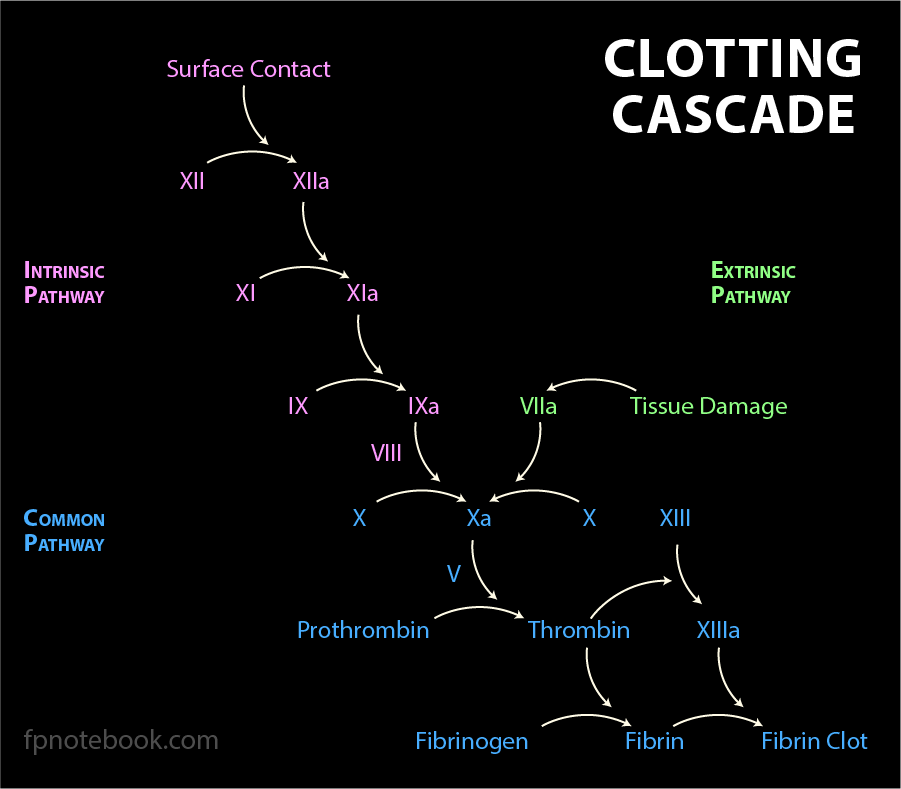 CLOTTING
CASCADE
Surface Contact
XII XIIa
INTRINSIC
PATHWAY
EXTRINSIC
PATHWAY
XI XIa
IX IXa VIIa Tissue Damage
VIII
COMMON
PATHWAY
X Xa X XIII
V
Prothrombin Thrombin XIIIa
fpnotebook.com
Fibrinogen Fibrin Fibrin Clot